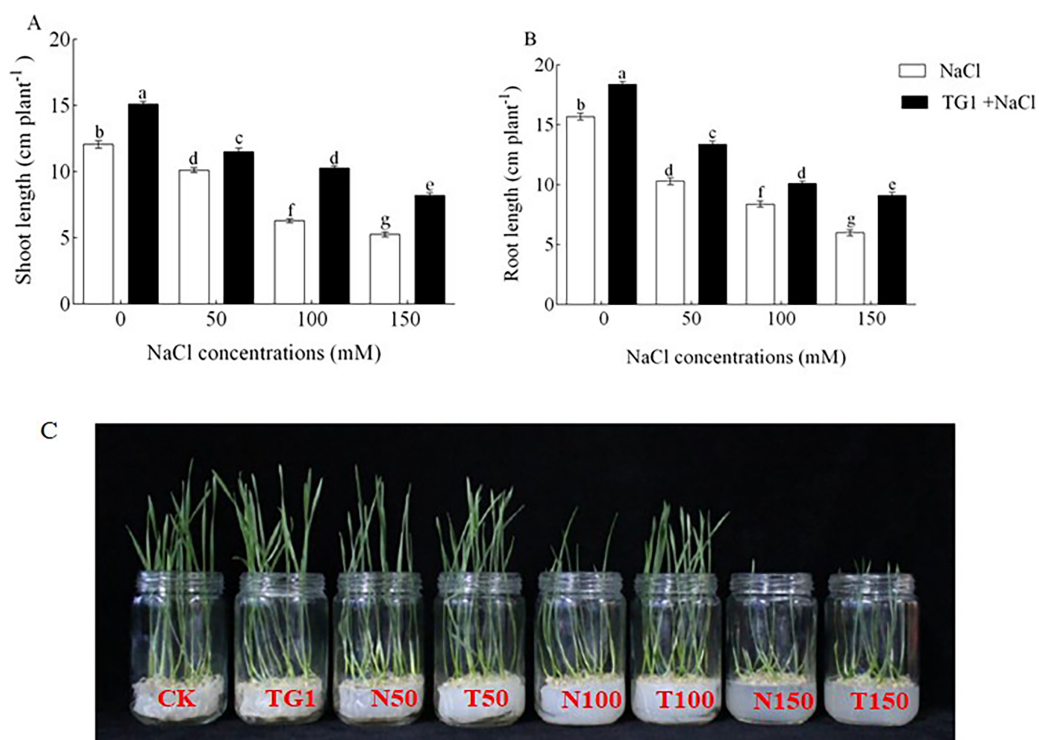 A
Shoot length (cm plant-1)
20
15
10
5
0
b
a
d
c
f
d
g
e
0
50
100
150
NaCl concentrations (mM)
B
Root length (cm plant-1)
20
15
10
5
0
b
a
d
c
f
d
g
e
0
50
100
150
NaCl concentrations (mM)
NaCl
TG1 +NaCl
C
CK
TG1
N50
T50
N100
T100
N150
T150